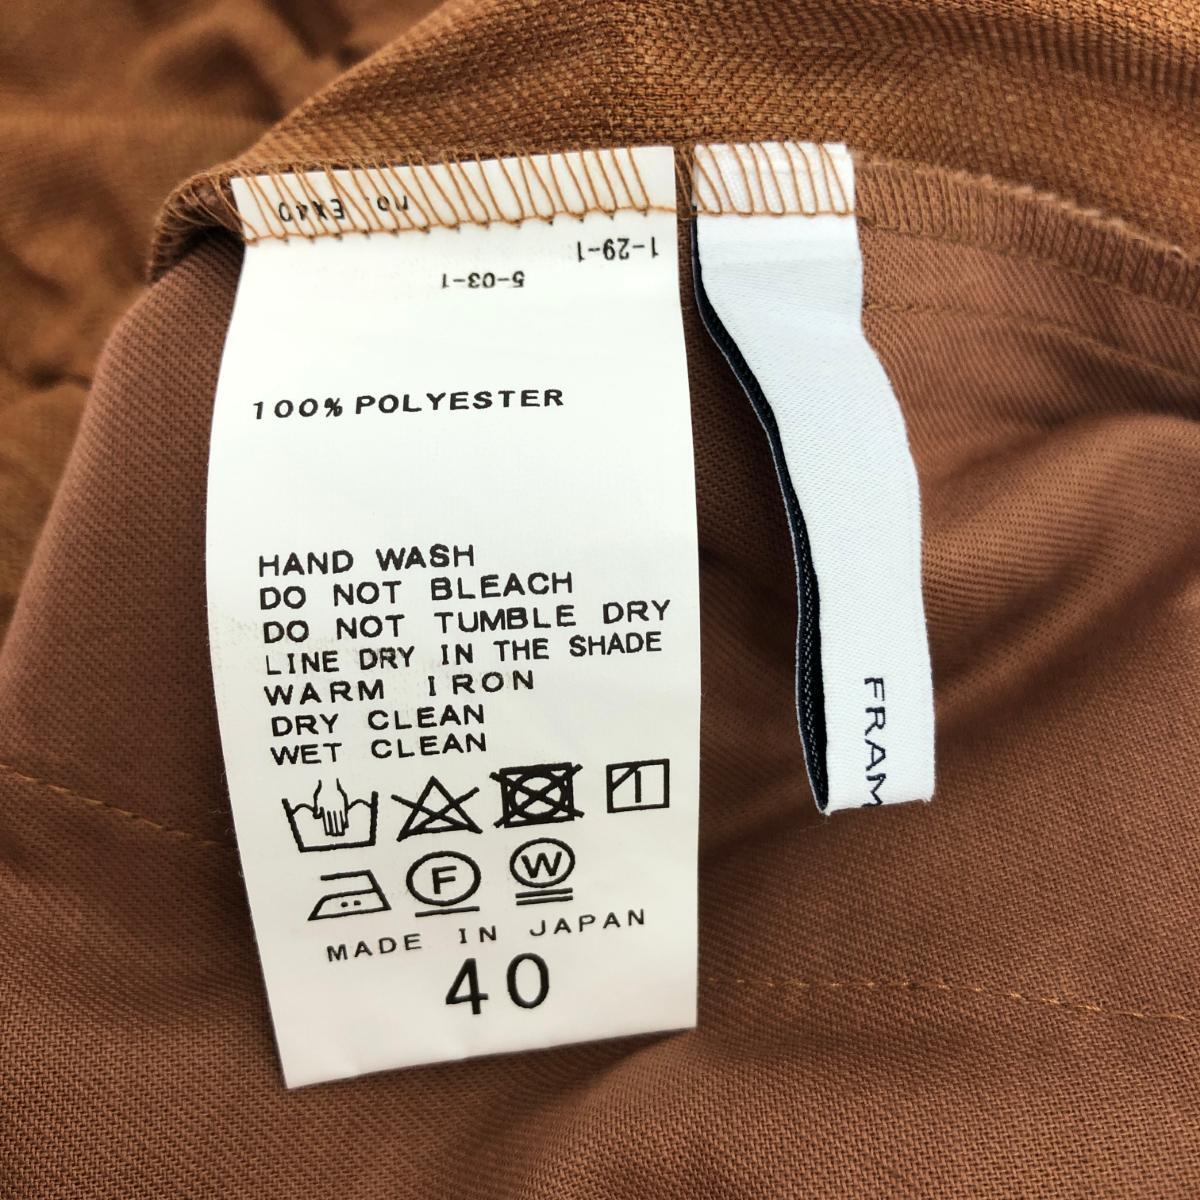 no. EX40
1-29-1
5-03-1
100% POLYESTER
HAND WASH
DO NOT BLEACH
DO NOT TUMBLE DRY
LINE DRY IN THE SHADE
WARM IRON
DRY CLEAN
WET CLEAN
F
W
MADE IN JAPAN
40
FRAM